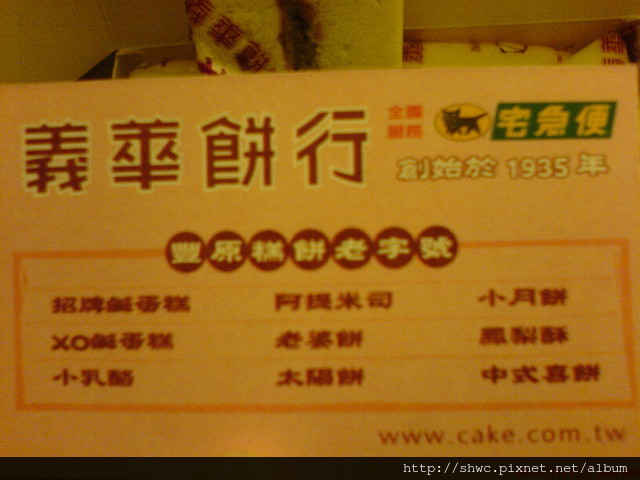 義華餅
義華餅行
全國服務
宅急便
創始於 1935 年
豐原糕餅老字號
招牌鹹蛋糕 阿提米司 小月餅
XO鹹蛋糕 老婆餅 鳳梨酥
小乳酪 太陽餅 中式喜餅
www.cake.com.tw
http://shwc.pixnet.net/album